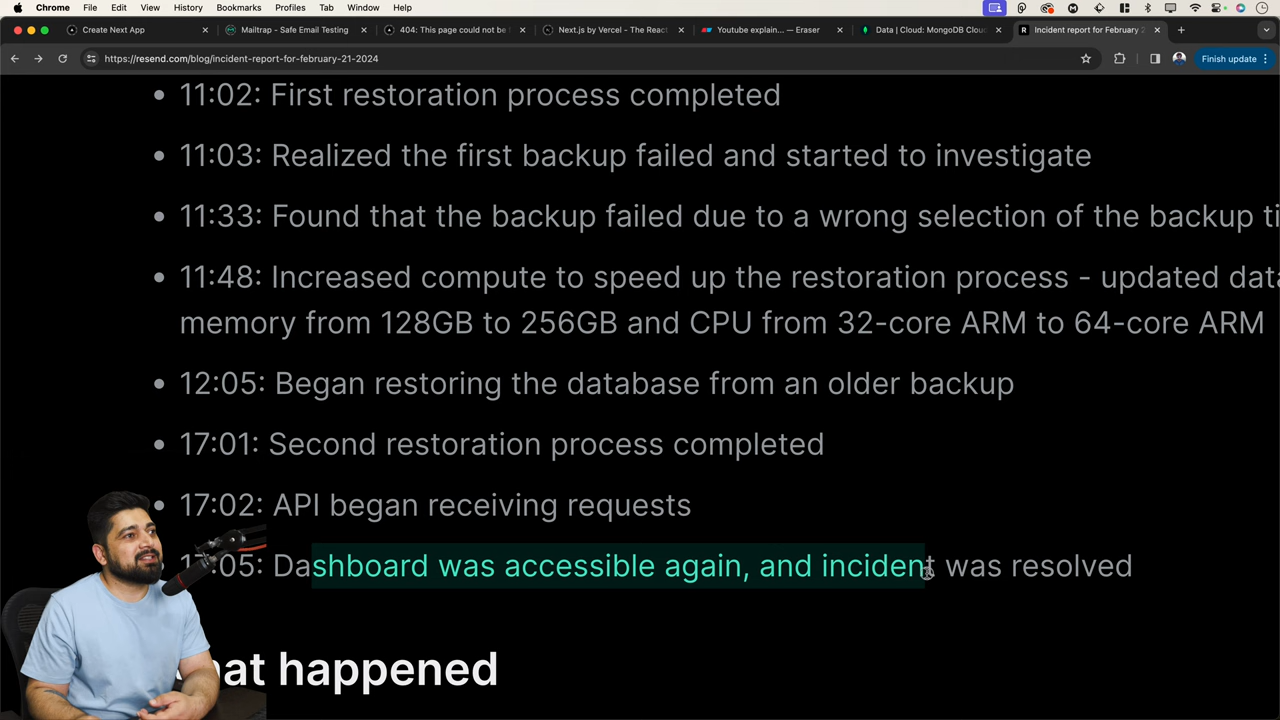 Chrome File Edit View History Bookmarks Profiles Tab Window Help
Create Next App
Mailtrap - Safe Email Testing
404: This page could not be
Next.js by Vercel - The Reac
Youtube explain... — Eraser
Data | Cloud: MongoDB Cloud
Incident report for February 2
https://resend.com/blog/incident-report-for-february-21-2024
Finish update
• 11:02: First restoration process completed
• 11:03: Realized the first backup failed and started to investigate
• 11:33: Found that the backup failed due to a wrong selection of the backup ti
• 11:48: Increased compute to speed up the restoration process - updated data
memory from 128GB to 256GB and CPU from 32-core ARM to 64-core ARM
• 12:05: Began restoring the database from an older backup
• 17:01: Second restoration process completed
• 17:02: API began receiving requests
17:05: Dashboard was accessible again, and incident was resolved
hat happened